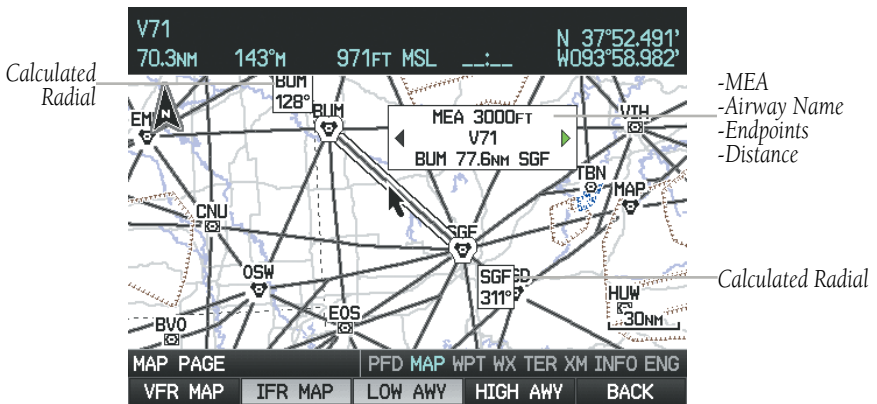 V71
70.3NM 143°M 971FT MSL __:__ N 37°52.491'
W093°58.982'
Calculated
Radial
BUM
128°
N
EM
BUM
MEA 3000FT
V71
BUM 77.6NM SGF
VIH
-MEA
-Airway Name
-Endpoints
-Distance
TBN
MAP
CNU
SGF
OSW
SGF
311°
GD
Calculated Radial
HUW
EOS
30NM
BVO
MAP PAGE
PFD MAP WPT WX TER XM INFO ENG
VFR MAP IFR MAP LOW AWY HIGH AWY BACK